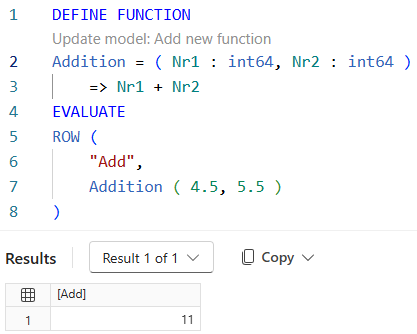 1 DEFINE FUNCTION
Update model: Add new function
2 Addition = ( Nr1 : int64, Nr2 : int64 )
3 => Nr1 + Nr2
4 EVALUATE
5 ROW (
6 "Add",
7 Addition ( 4.5, 5.5 )
8 )
Results Result 1 of 1 Copy
[Add]
1 11